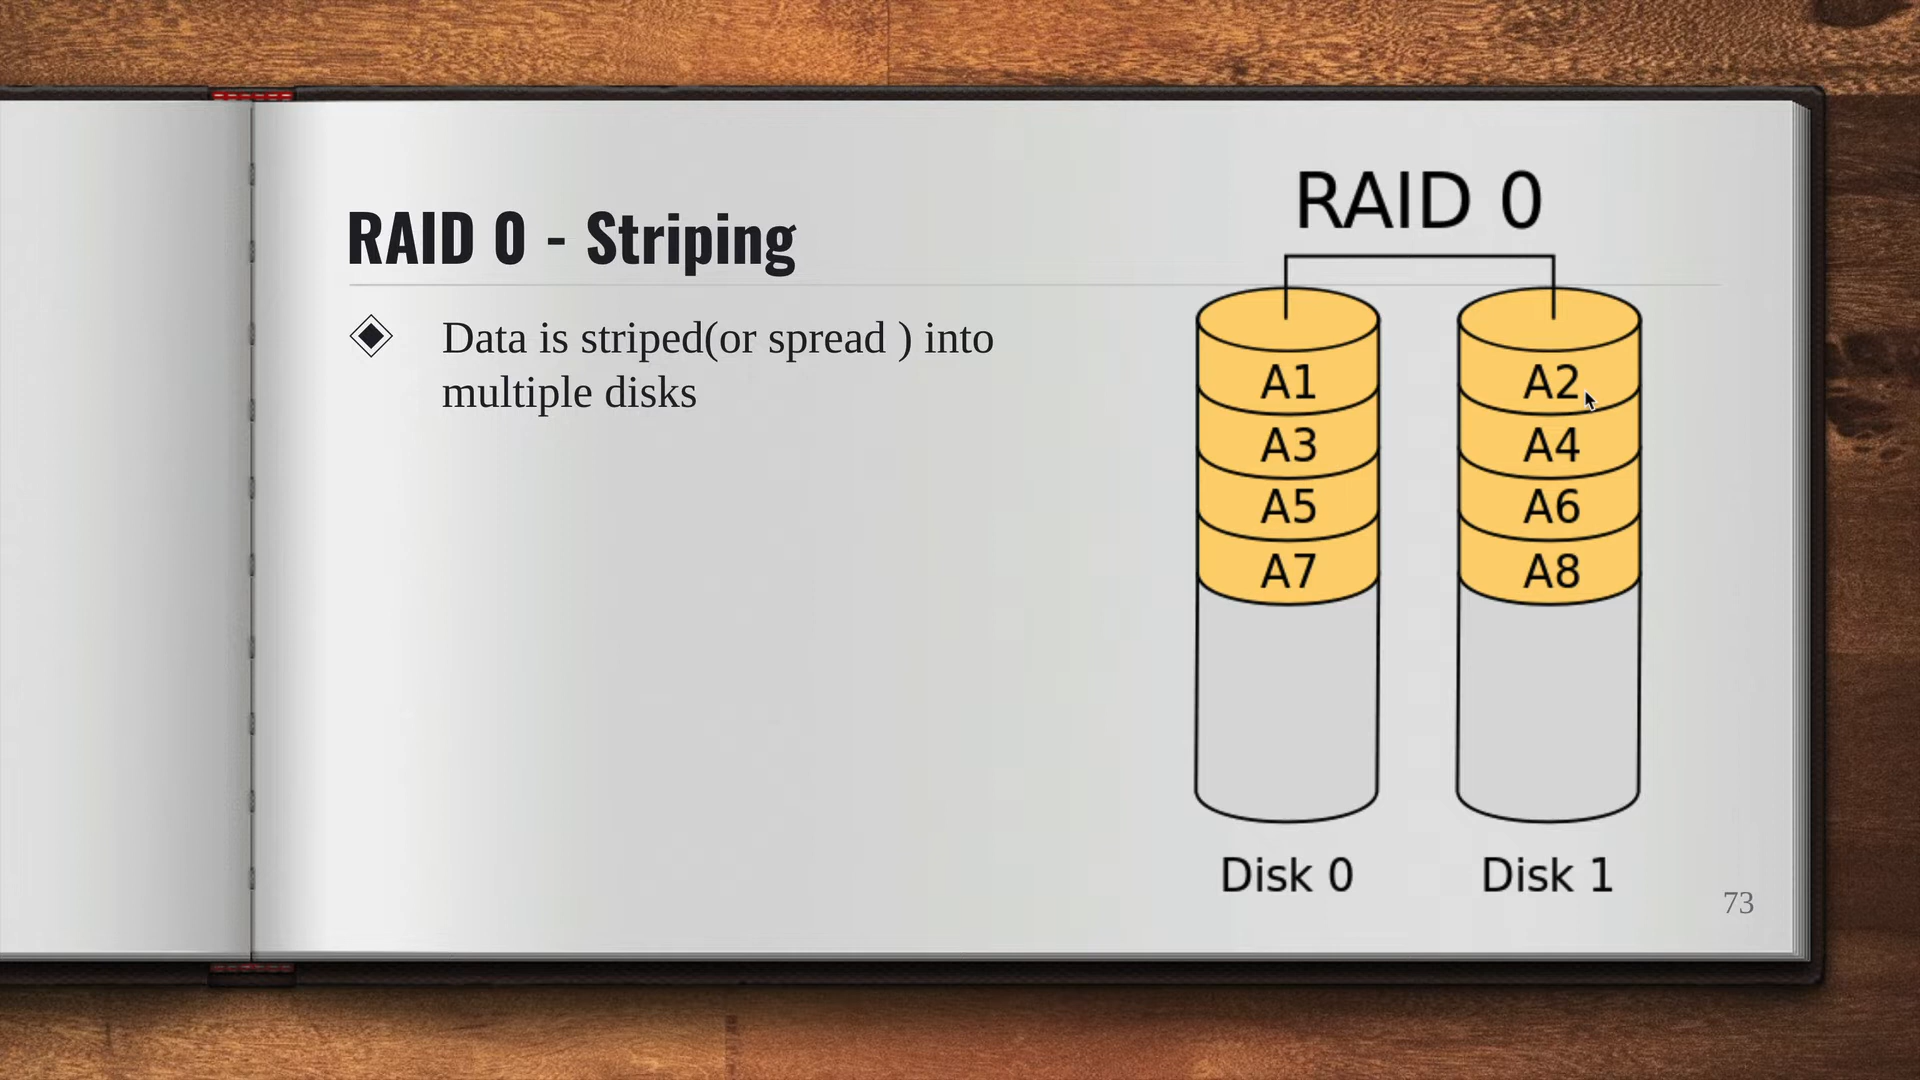 RAID 0 - Striping
Data is striped(or spread ) into
multiple disks
RAID 0
A1 A2
A3 A4
A5 A6
A7 A8
Disk 0 Disk 1
73